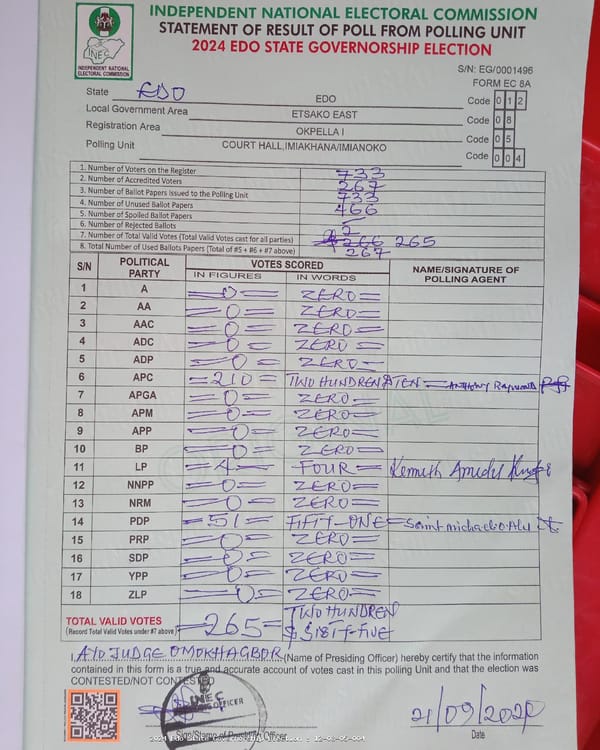 INDEPENDENT NATIONAL ELECTORAL COMMISSION
STATEMENT OF RESULT OF POLL FROM POLLING UNIT
2024 EDO STATE GOVERNORSHIP ELECTION
INEC
INDEPENDENT NATIONAL
ELECTORAL COMMISSION
S/N: EG/0001496
FORM EC 8A
State EDO EDO Code 0 1 2
Local Government Area ETSAKO EAST Code 0 8
Registration Area OKPELLA I Code 0 5
Polling Unit COURT HALL,IMIAKHANA/IMIANOKO Code 0 0 4
1. Number of Voters on the Register 733
2. Number of Accredited Voters 267
3. Number of Ballot Papers Issued to the Polling Unit 733
4. Number of Unused Ballot Papers 466
5. Number of Spoiled Ballot Papers
6. Number of Rejected Ballots 2
7. Number of Total Valid Votes (Total Valid Votes cast for all parties) 266 265
8. Total Number of Used Ballots Papers (Total of #5 + #6 + #7 above) 267
S/N POLITICAL PARTY VOTES SCORED NAME/SIGNATURE OF POLLING AGENT
IN FIGURES IN WORDS
1 A =0= ZERO=
2 AA =0= ZERO=
3 AAC =0= ZERO=
4 ADC =0= ZERO=
5 ADP =0= ZERO=
6 APC =210= TWO HUNDREN & TEN= Anthony
7 APGA =0= ZERO=
8 APM =0= ZERO=
9 APP =0= ZERO=
10 BP =0= ZERO=
11 LP =4= FOUR= Kenneth
12 NNPP =0= ZERO=
13 NRM =0= ZERO=
14 PDP =51= FIFTY-ONE= Saint michael
15 PRP =0= ZERO=
16 SDP =0= ZERO=
17 YPP =0= ZERO=
18 ZLP =0= ZERO=
TOTAL VALID VOTES =265= TWO HUNDREN
(Record Total Valid Votes under #7 above) & SIXTY-FIVE
I, AYO JUDGE OMOKHAGBOR (Name of Presiding Officer) hereby certify that the information
contained in this form is a true and accurate account of votes cast in this polling Unit and that the election was
CONTESTED/NOT CONTESTED
INEC
OFFICER
Sign/Stamp of Presiding Officer
21/09/2024
Date